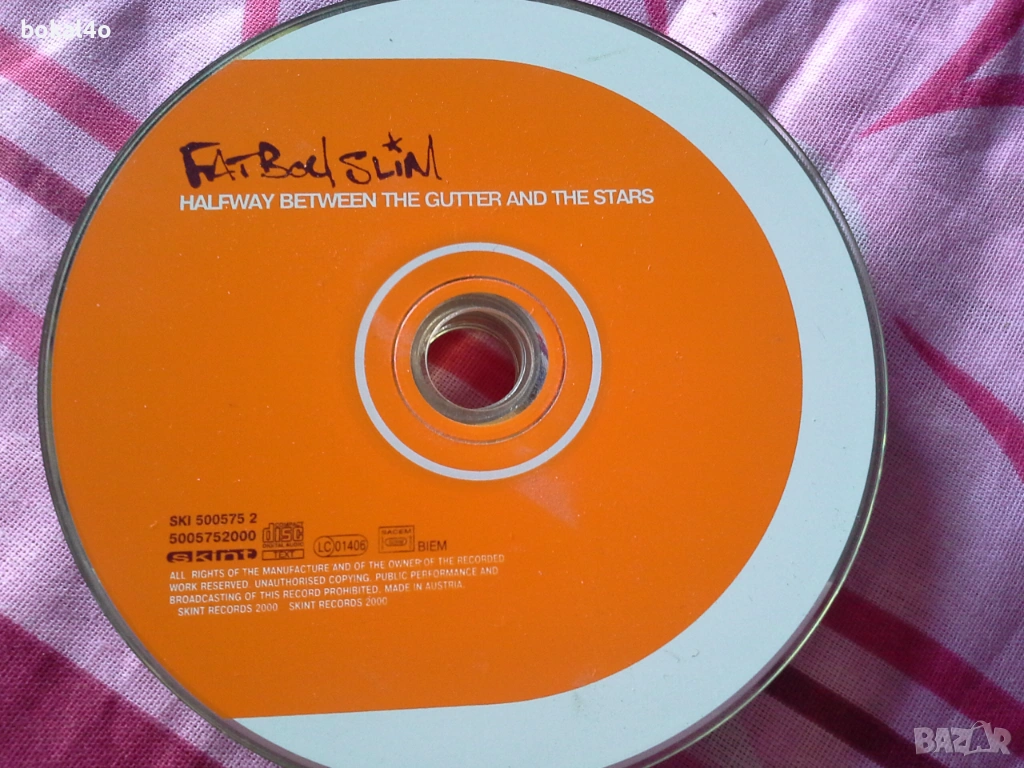 bokal4o
FATBOY SLIM
HALFWAY BETWEEN THE GUTTER AND THE STARS
SKI 500575 2
5005752000
disc
DIGITAL AUDIO
TEXT
skint
LC 01406
SACEM
BIEM
ALL RIGHTS OF THE MANUFACTURE AND OF THE OWNER OF THE RECORDED
WORK RESERVED. UNAUTHORISED COPYING, PUBLIC PERFORMANCE AND
BROADCASTING OF THIS RECORD PROHIBITED. MADE IN AUSTRIA.
SKINT RECORDS 2000 SKINT RECORDS 2000
BAZAR